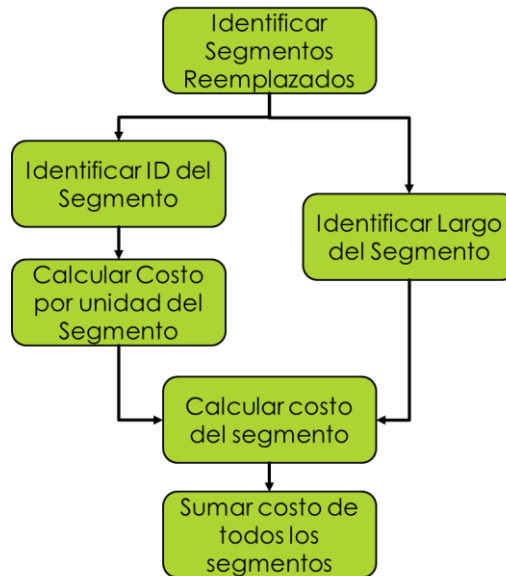 Identificar
Segmentos
Reemplazados
Identificar ID del
Segmento
Identificar Largo
del Segmento
Calcular Costo
por unidad del
Segmento
Calcular costo
del segmento
Sumar costo de
todos los
segmentos